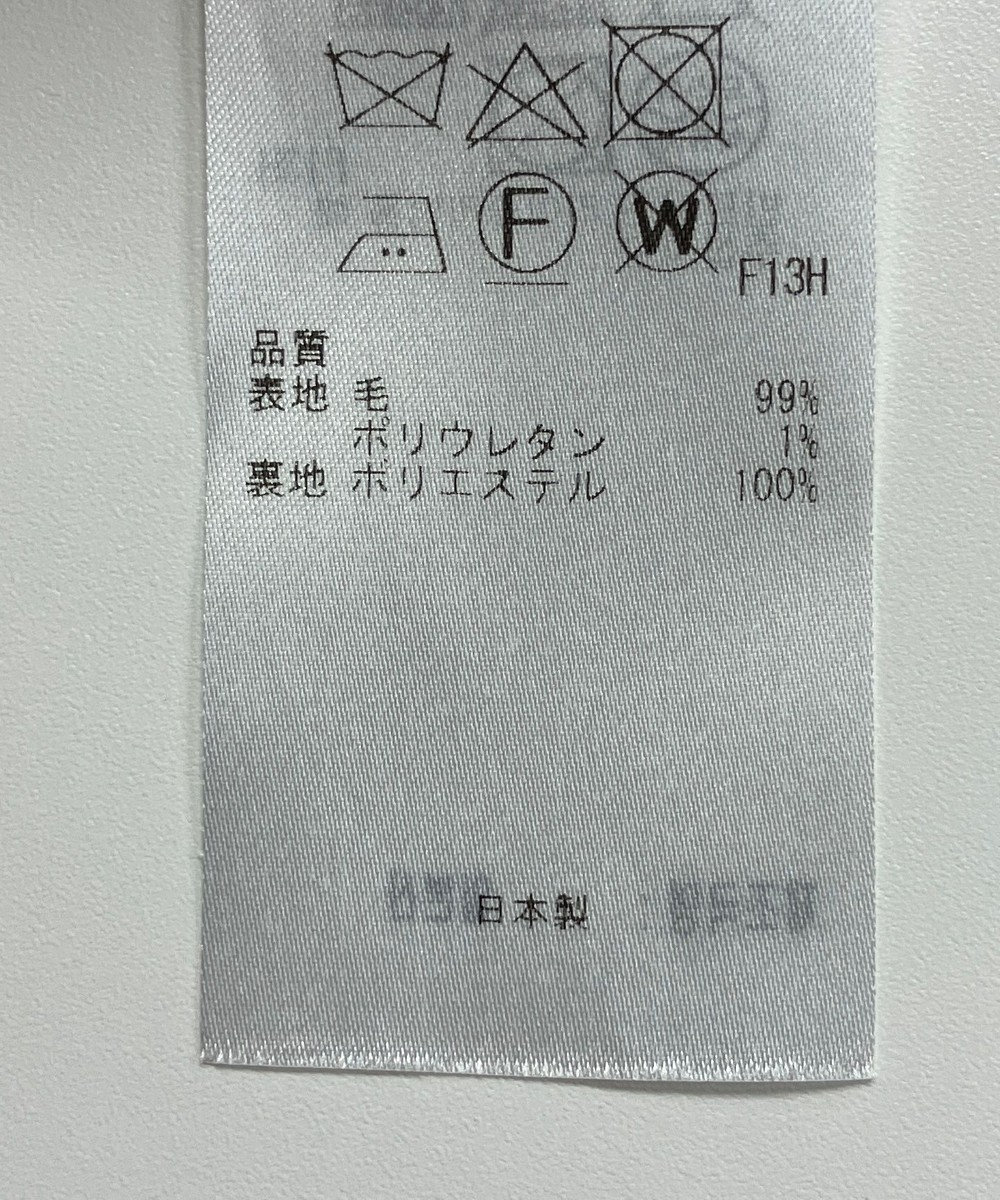 F W
F13H
品質
表地 毛 99%
ポリウレタン 1%
裏地 ポリエステル 100%
日本製